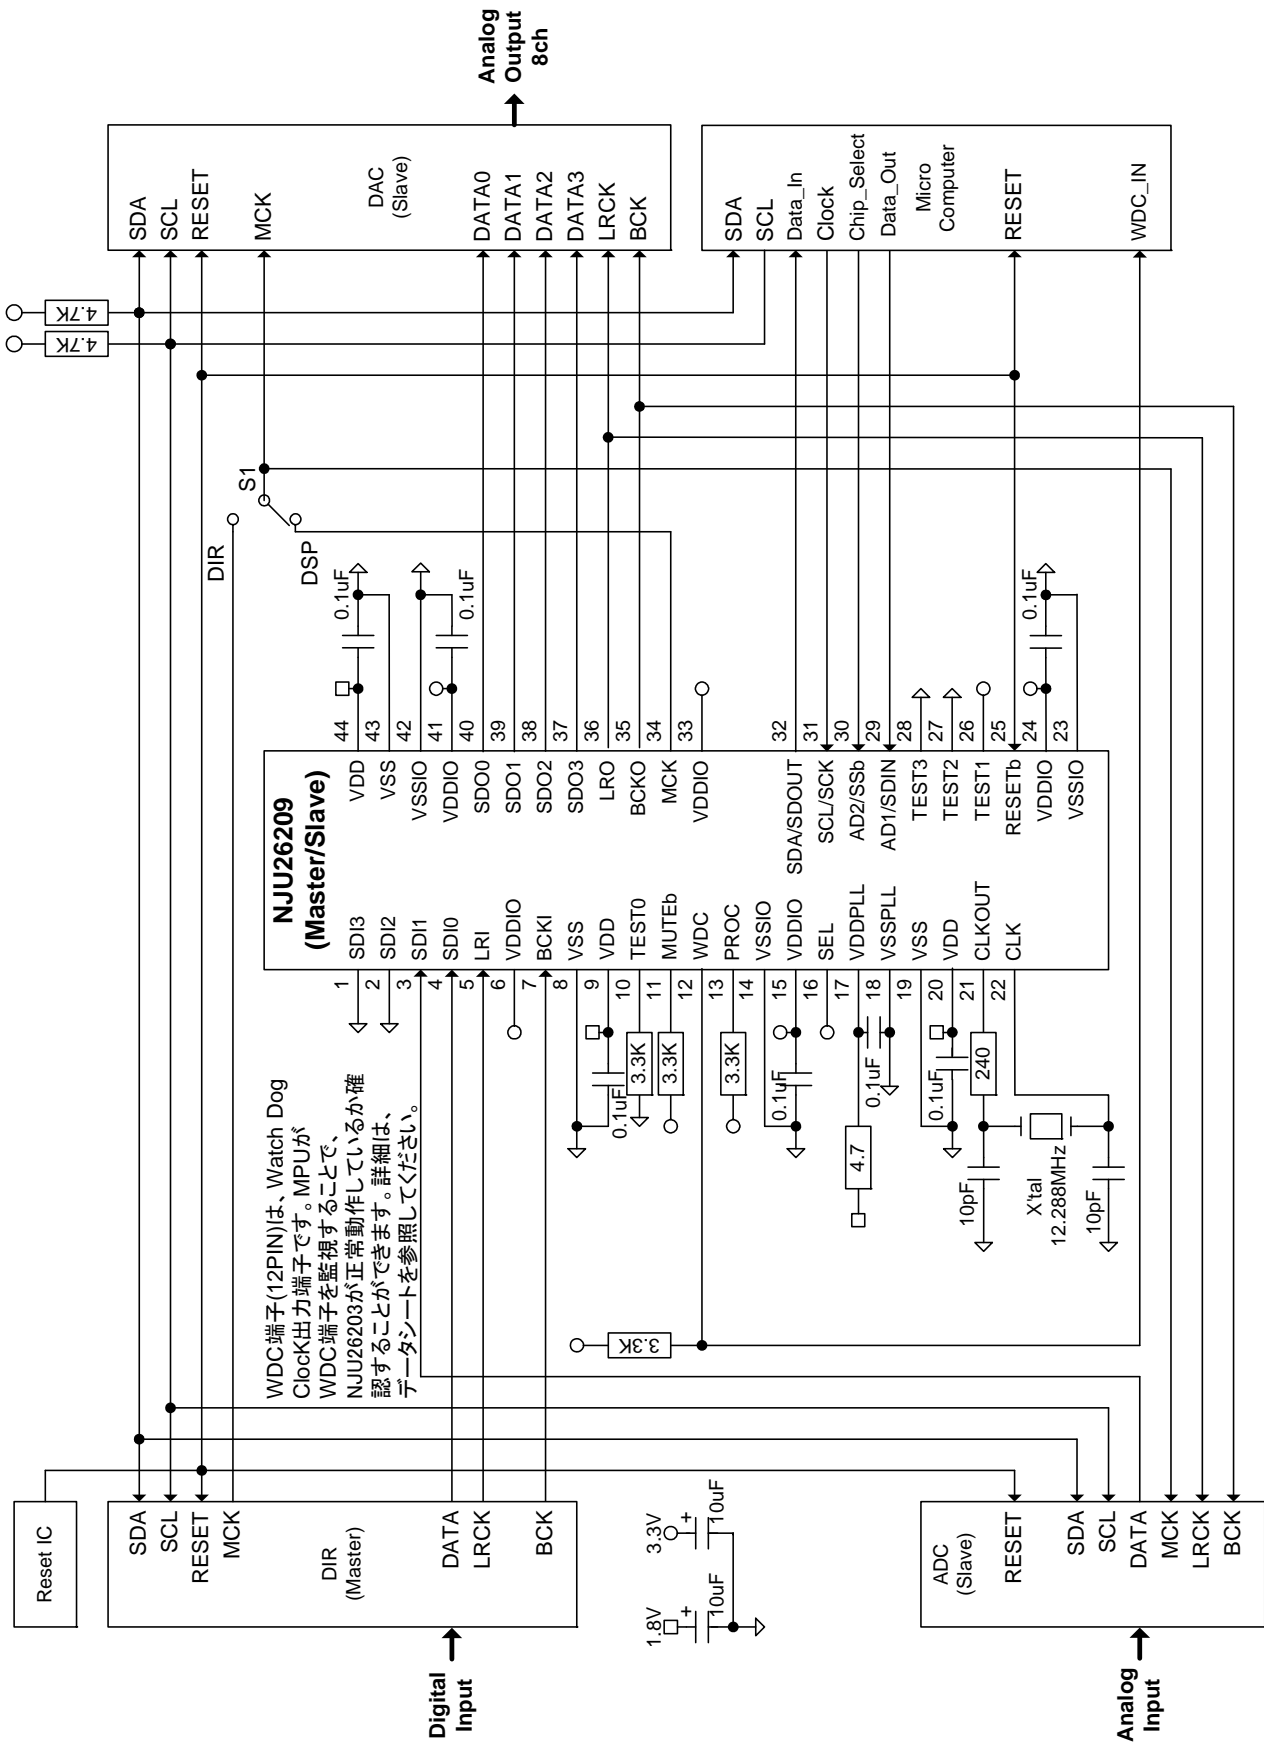 Reset IC
SDA
SCL
RESET
MCK
DIR
(Master)
DATA
LRCK
BCK
Digital
Input
1.8V
+
10uF
3.3V
+
10uF
ADC
(Slave)
RESET
SDA
SCL
DATA
MCK
LRCK
BCK
Analog
Input
WDC端子(12PIN)は、Watch Dog
ClocK出力端子です。MPUが
WDC端子を監視することで、
NJU26203が正常動作しているか確
認することができます。詳細は、
データシートを参照してください。
3.3K
NJU26209
(Master/Slave)
1 SDI3
2 SDI2
3 SDI1
4 SDI0
5 LRI
6 VDDIO
7 BCKI
8 VSS
9 VDD
10 TEST0
11 MUTEb
12 WDC
13 PROC
14 VSSIO
15 VDDIO
16 SEL
17 VDDPLL
18 VSSPLL
19 VSS
20 VDD
21 CLKOUT
22 CLK
0.1uF
3.3K
3.3K
3.3K
0.1uF
4.7
0.1uF
0.1uF
240
10pF
X'tal
12.288MHz
10pF
VDD 44
VSS 43
VSSIO 42
VDDIO 41
SDO0 40
SDO1 39
SDO2 38
SDO3 37
LRO 36
BCKO 35
MCK 34
VDDIO 33
SDA/SDOUT 32
SCL/SCK 31
AD2/SSb 30
AD1/SDIN 29
TEST3 28
TEST2 27
TEST1 26
RESETb 25
VDDIO 24
VSSIO 23
0.1uF
0.1uF
0.1uF
DIR
DSP
S1
4.7K
4.7K
SDA
SCL
RESET
MCK
DAC
(Slave)
DATA0
DATA1
DATA2
DATA3
LRCK
BCK
Analog
Output
8ch
SDA
SCL
Data_In
Clock
Chip_Select
Data_Out
Micro
Computer
RESET
WDC_IN